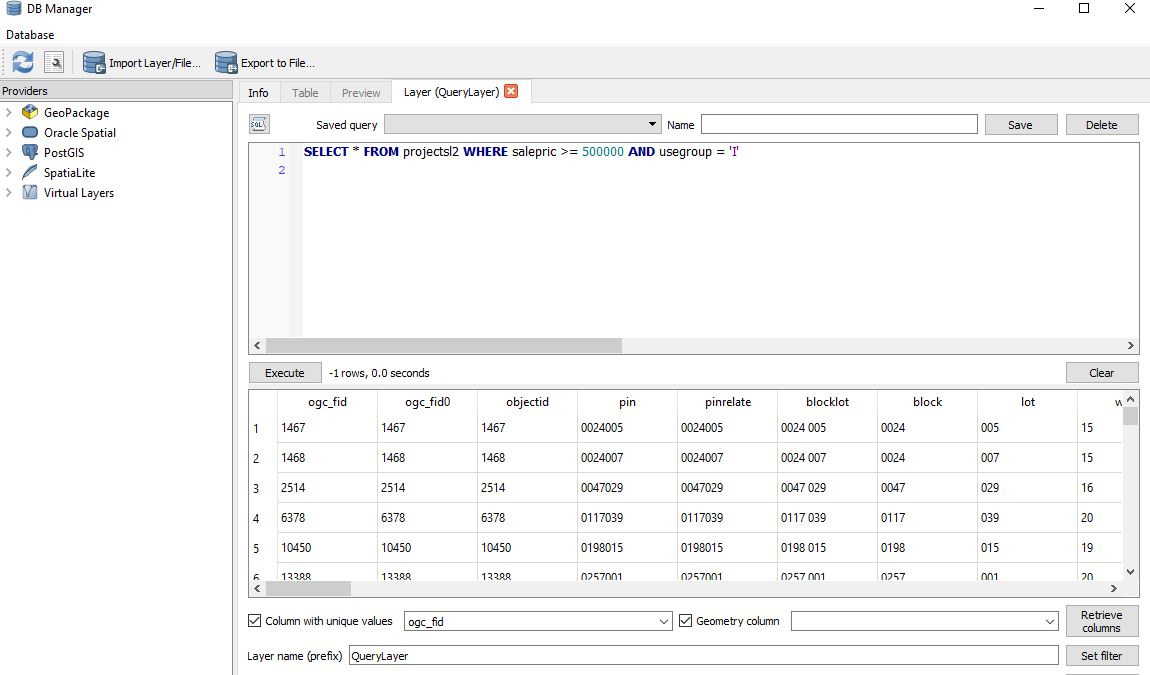 DB Manager
Database
Import Layer/File... Export to File...
Providers
GeoPackage
Oracle Spatial
PostGIS
SpatiaLite
Virtual Layers
Info Table Preview Layer (QueryLayer)
SQL Saved query Name Save Delete
1 SELECT * FROM projectsl2 WHERE salepric >= 500000 AND usegroup = 'I'
2
Execute -1 rows, 0.0 seconds Clear
ogc_fid ogc_fid0 objectid pin pinrelate blocklot block lot
1 1467 1467 1467 0024005 0024005 0024 005 0024 005 15
2 1468 1468 1468 0024007 0024007 0024 007 0024 007 15
3 2514 2514 2514 0047029 0047029 0047 029 0047 029 16
4 6378 6378 6378 0117039 0117039 0117 039 0117 039 20
5 10450 10450 10450 0198015 0198015 0198 015 0198 015 19
6 13388 13388 13388 0257001 0257001 0257 001 0257 001 20
Column with unique values ogc_fid Geometry column Retrieve columns
Layer name (prefix) QueryLayer Set filter